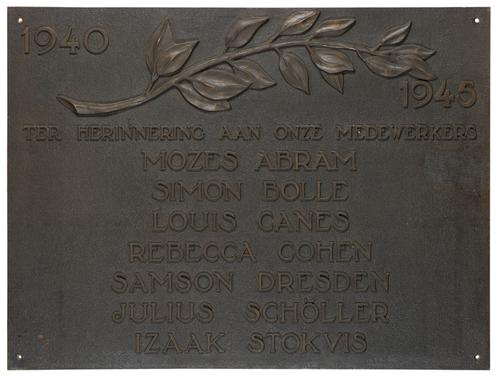 1940
1945
TER HERINNERING AAN ONZE MEDEWERKERS
MOZES ABRAM
SIMON BOLLE
LOUIS CANES
REBECCA COHEN
SAMSON DRESDEN
JULIUS SCHÖLLER
IZAAK STOKVIS